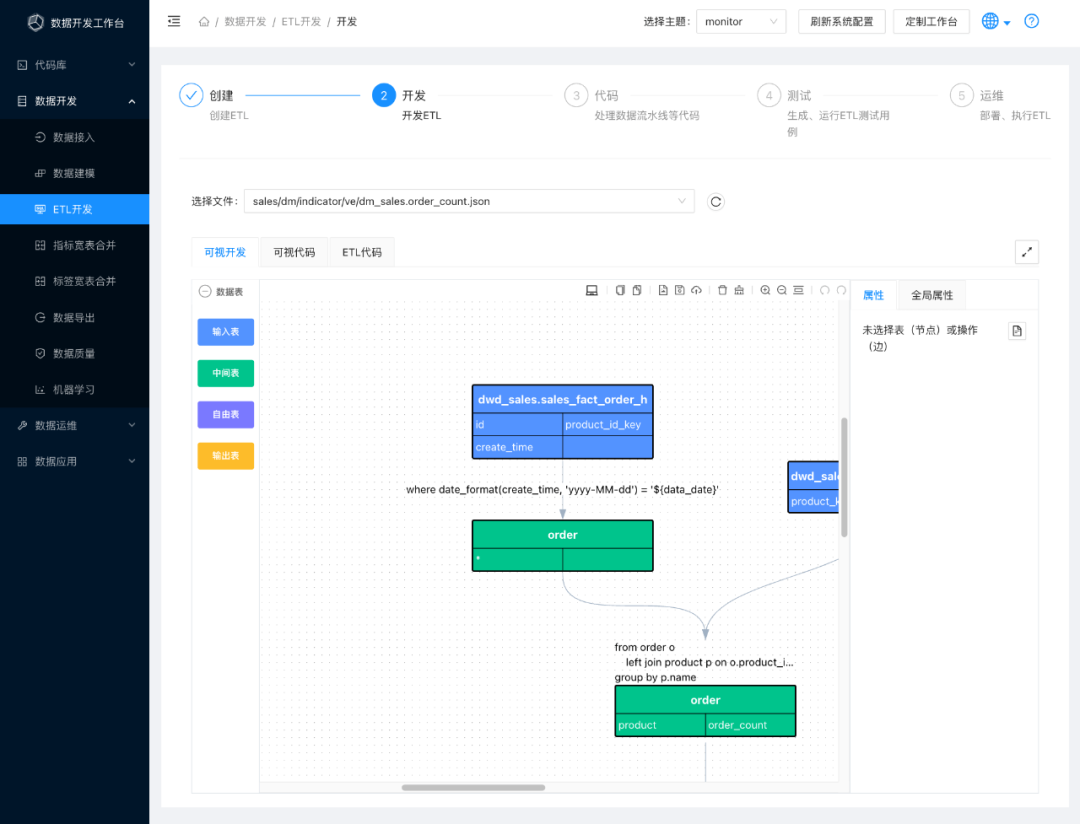 数据开发工作台
代码库
数据开发
数据接入
数据建模
ETL开发
指标宽表合并
标签宽表合并
数据导出
数据质量
机器学习
数据运维
数据应用
/ 数据开发 / ETL开发 / 开发
选择主题: monitor
刷新系统配置
定制工作台
创建
创建ETL
2 开发
开发ETL
3 代码
处理数据流水线等代码
4 测试
生成、运行ETL测试用
例
5 运维
部署、执行ETL
选择文件: sales/dm/indicator/ve/dm_sales.order_count.json
可视开发
可视代码
ETL代码
数据表
输入表
中间表
自由表
输出表
dwd_sales.sales_fact_order_h
id product_id_key
create_time
where date_format(create_time, 'yyyy-MM-dd') = '${data_date}'
order
*
dwd_sal
product_k
from order o
left join product p on o.product_i...
group by p.name
order
product order_count
属性
全局属性
未选择表（节点）或操作
（边）